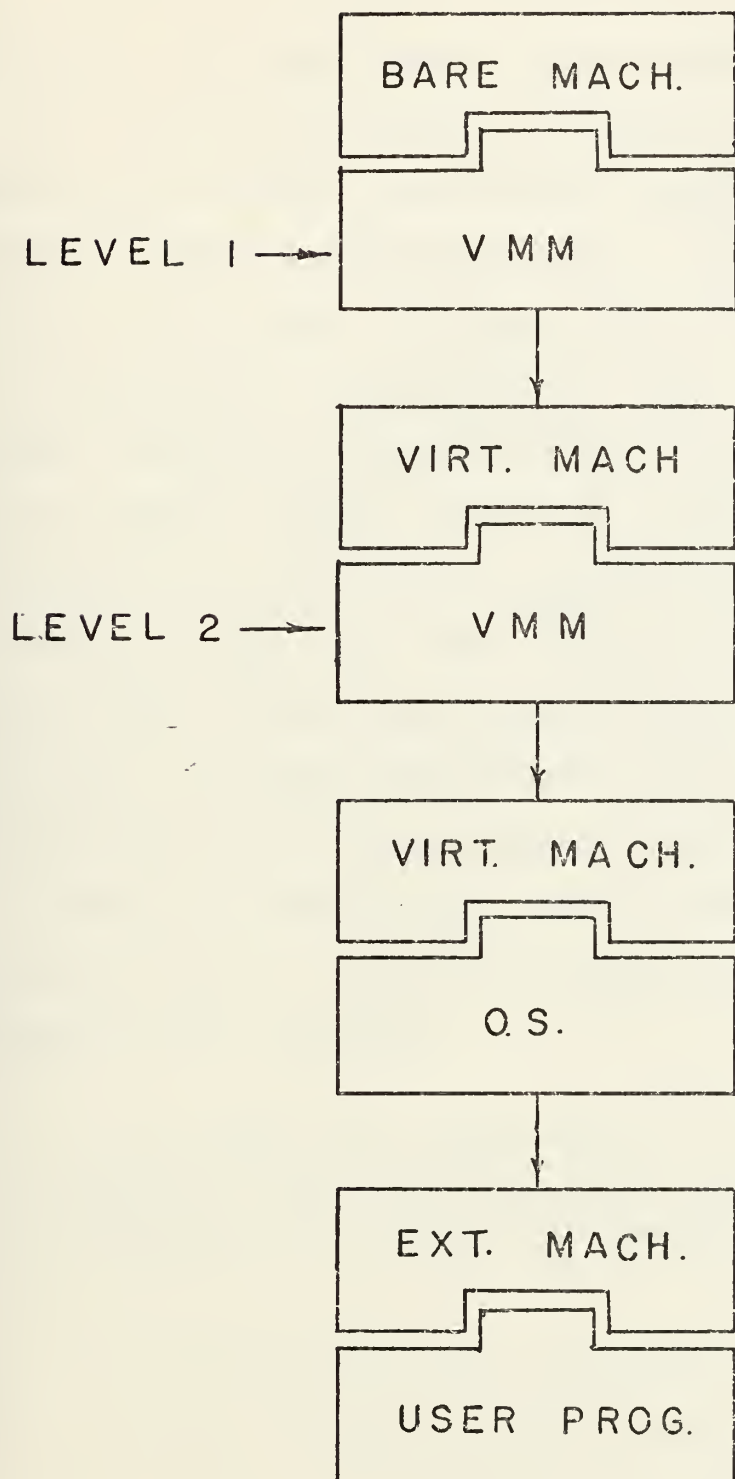 BARE MACH.
LEVEL 1
VMM
VIRT. MACH
LEVEL 2
VMM
VIRT. MACH.
O.S.
EXT. MACH.
USER PROG.